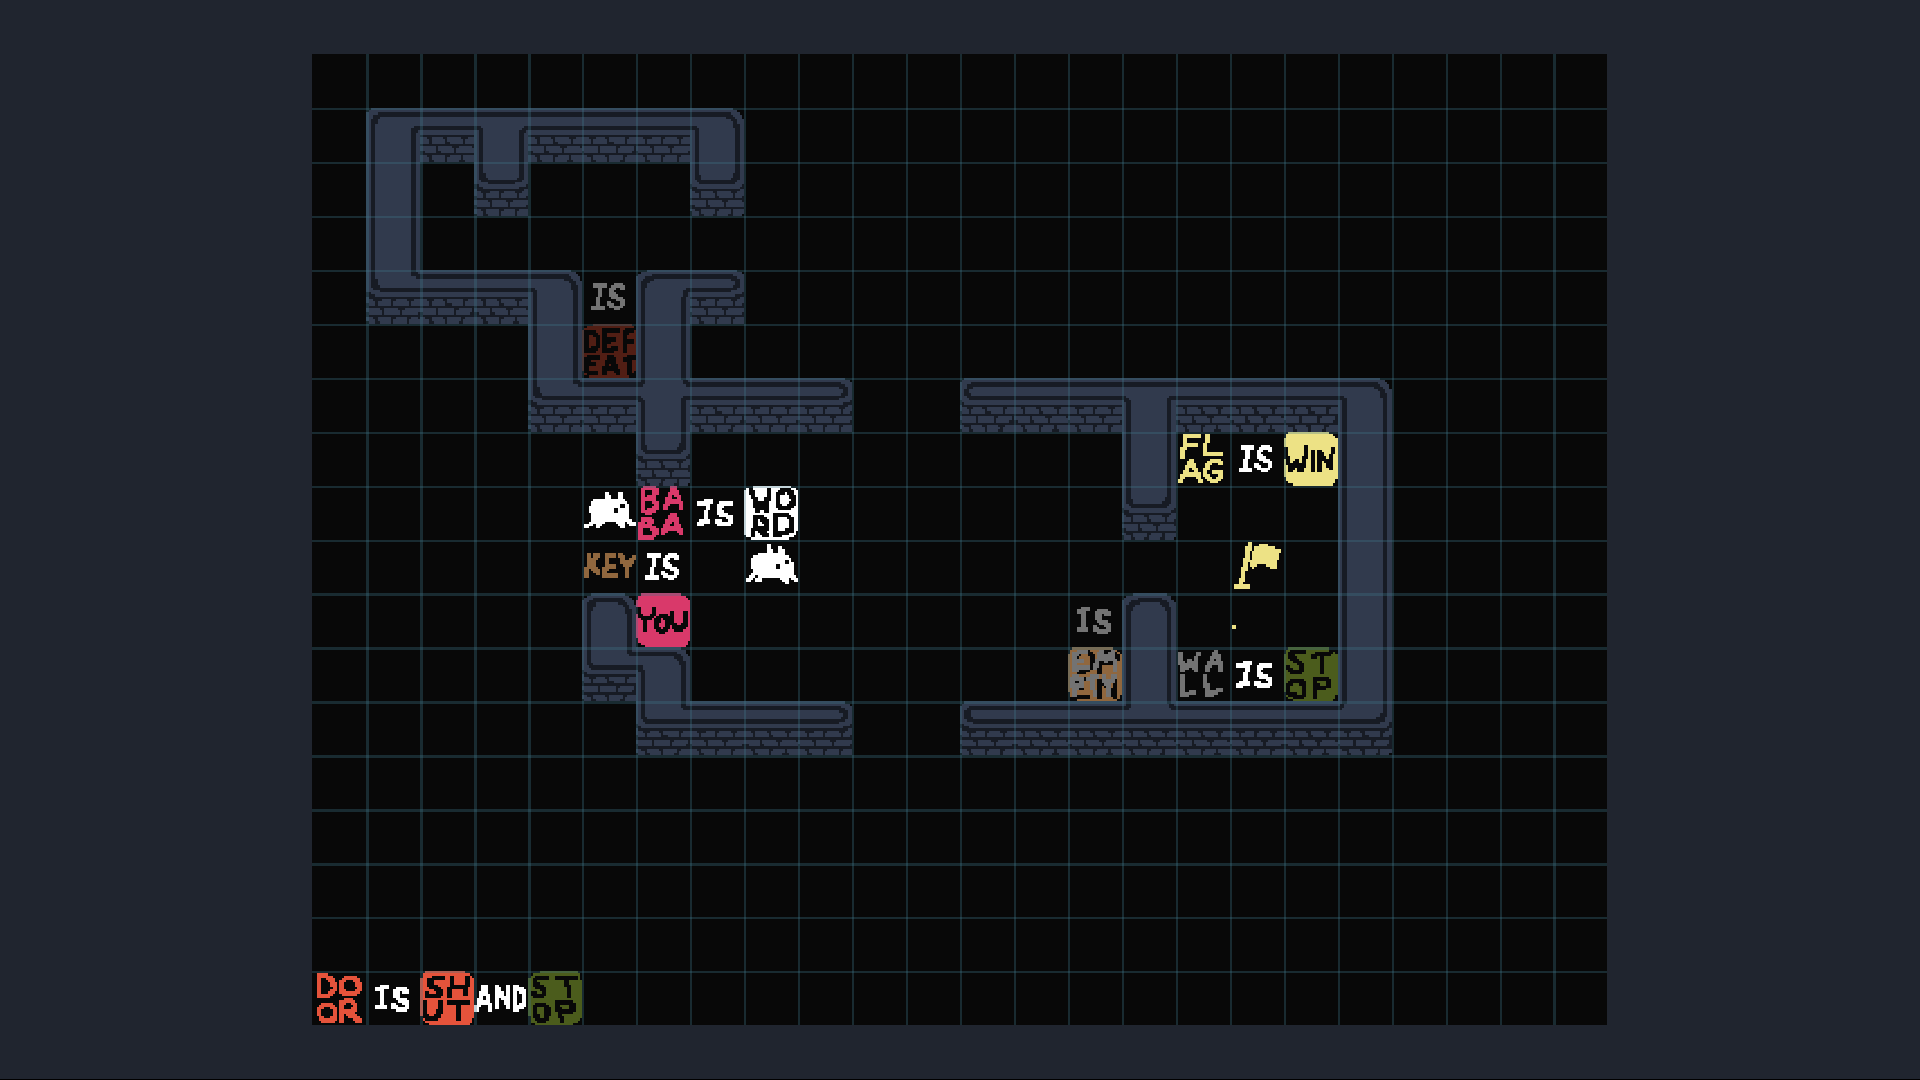 IS
DEFEAT
FLAG IS WIN
BABA IS WORD
KEY IS
YOU
IS
EMPTY
WALL IS STOP
DOOR IS SHUT AND STOP